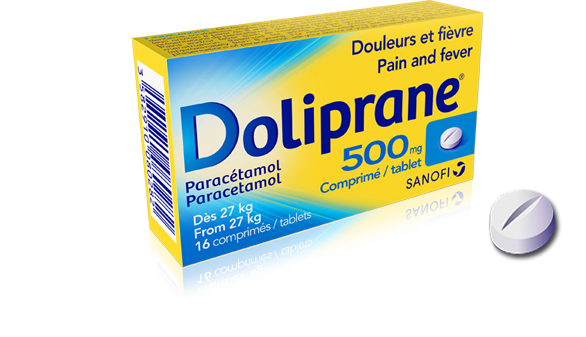 Douleurs et fièvre
Pain and fever
Doliprane®
500 mg
Comprimé / tablet
Paracétamol
Paracetamol
Dès 27 kg
From 27 kg
16 comprimés / tablets
SANOFI